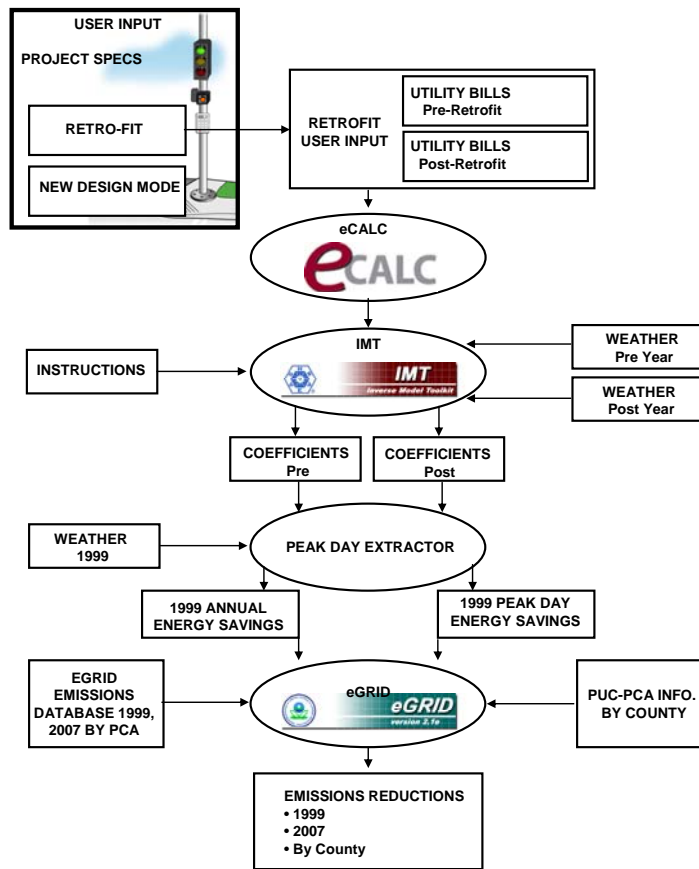 USER INPUT
PROJECT SPECS
RETRO-FIT
NEW DESIGN MODE
RETROFIT
USER INPUT
UTILITY BILLS
Pre-Retrofit
UTILITY BILLS
Post-Retrofit
eCALC
eCALC
IMT
IMT
Inverse Model Toolkit
INSTRUCTIONS
WEATHER
Pre Year
WEATHER
Post Year
COEFFICIENTS
Pre
COEFFICIENTS
Post
WEATHER
1999
PEAK DAY EXTRACTOR
1999 ANNUAL
ENERGY SAVINGS
1999 PEAK DAY
ENERGY SAVINGS
EGRID
EMISSIONS
DATABASE 1999,
2007 BY PCA
eGRID
eGRID
version 2.1e
PUC-PCA INFO.
BY COUNTY
EMISSIONS REDUCTIONS
• 1999
• 2007
• By County